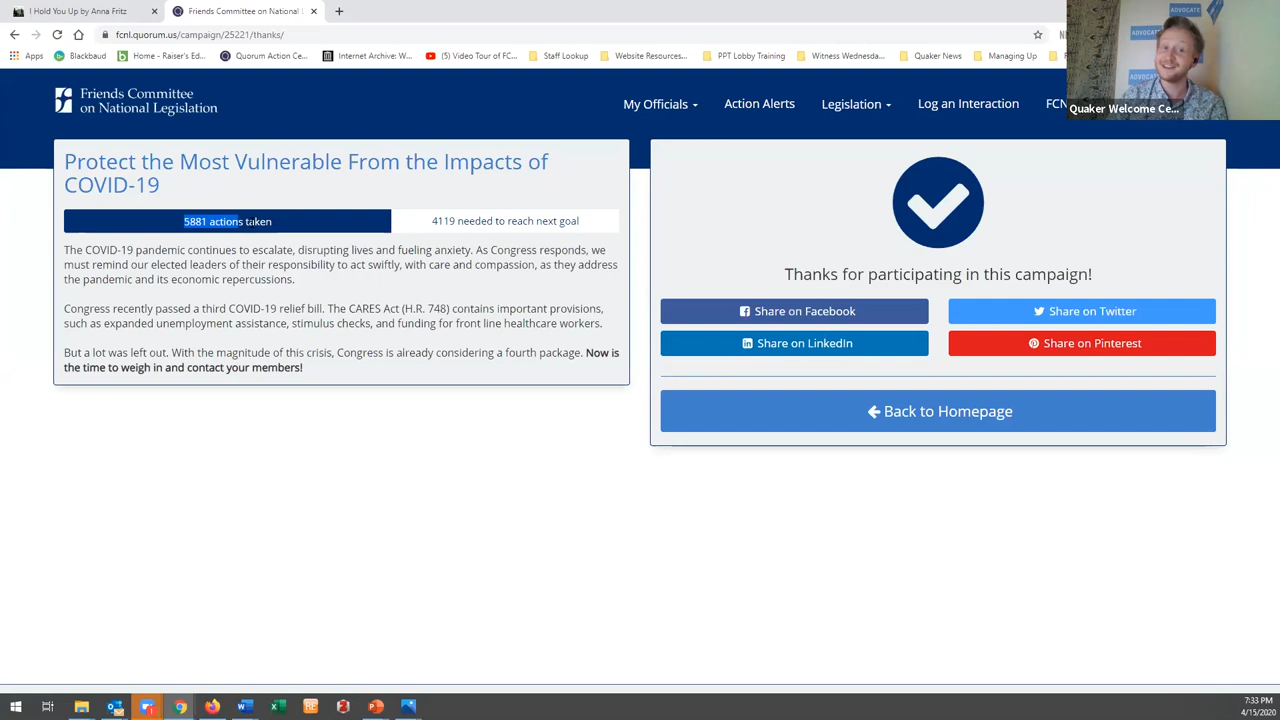 I Hold You Up by Anna Fritz
Friends Committee on National L
fcnl.quorum.us/campaign/25221/thanks/
Apps Blackbaud Home - Raiser's Ed... Quorum Action Ce... Internet Archive: W... (5) Video Tour of FC... Staff Lookup Website Resources... PPT Lobby Training Witness Wednesda... Quaker News Managing Up
ADVOCATE
ADVOCATE
ADVOCATE
ADVOCATE
Quaker Welcome Ce...
Friends Committee
on National Legislation
My Officials Action Alerts Legislation Log an Interaction FCN
Protect the Most Vulnerable From the Impacts of
COVID-19
5881 actions taken 4119 needed to reach next goal
The COVID-19 pandemic continues to escalate, disrupting lives and fueling anxiety. As Congress responds, we
must remind our elected leaders of their responsibility to act swiftly, with care and compassion, as they address
the pandemic and its economic repercussions.
Congress recently passed a third COVID-19 relief bill. The CARES Act (H.R. 748) contains important provisions,
such as expanded unemployment assistance, stimulus checks, and funding for front line healthcare workers.
But a lot was left out. With the magnitude of this crisis, Congress is already considering a fourth package. Now is
the time to weigh in and contact your members!
Thanks for participating in this campaign!
Share on Facebook Share on Twitter
Share on LinkedIn Share on Pinterest
Back to Homepage
7:33 PM
4/15/2020